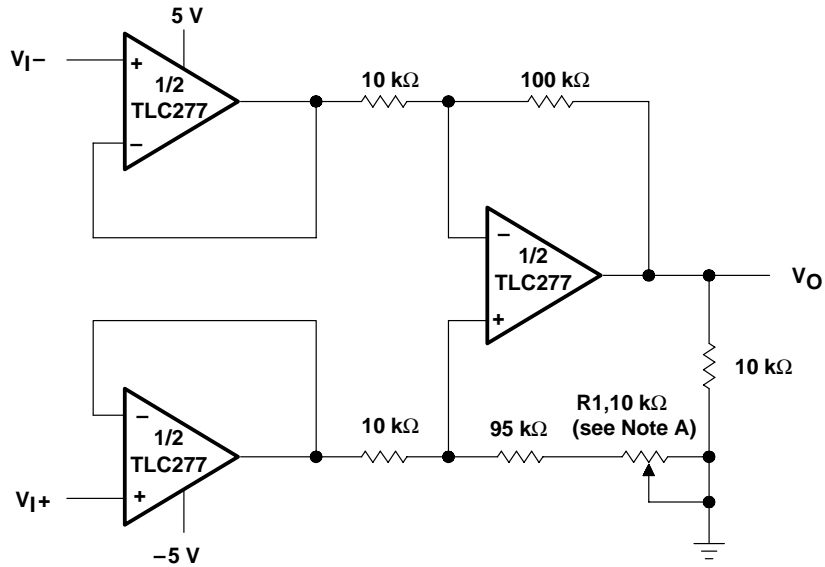 5 V
VI−
+
1/2
TLC277
−
10 kΩ
100 kΩ
−
1/2
TLC277
+
VO
10 kΩ
−
1/2
TLC277
+
VI+
−5 V
10 kΩ
95 kΩ
R1,10 kΩ
(see Note A)